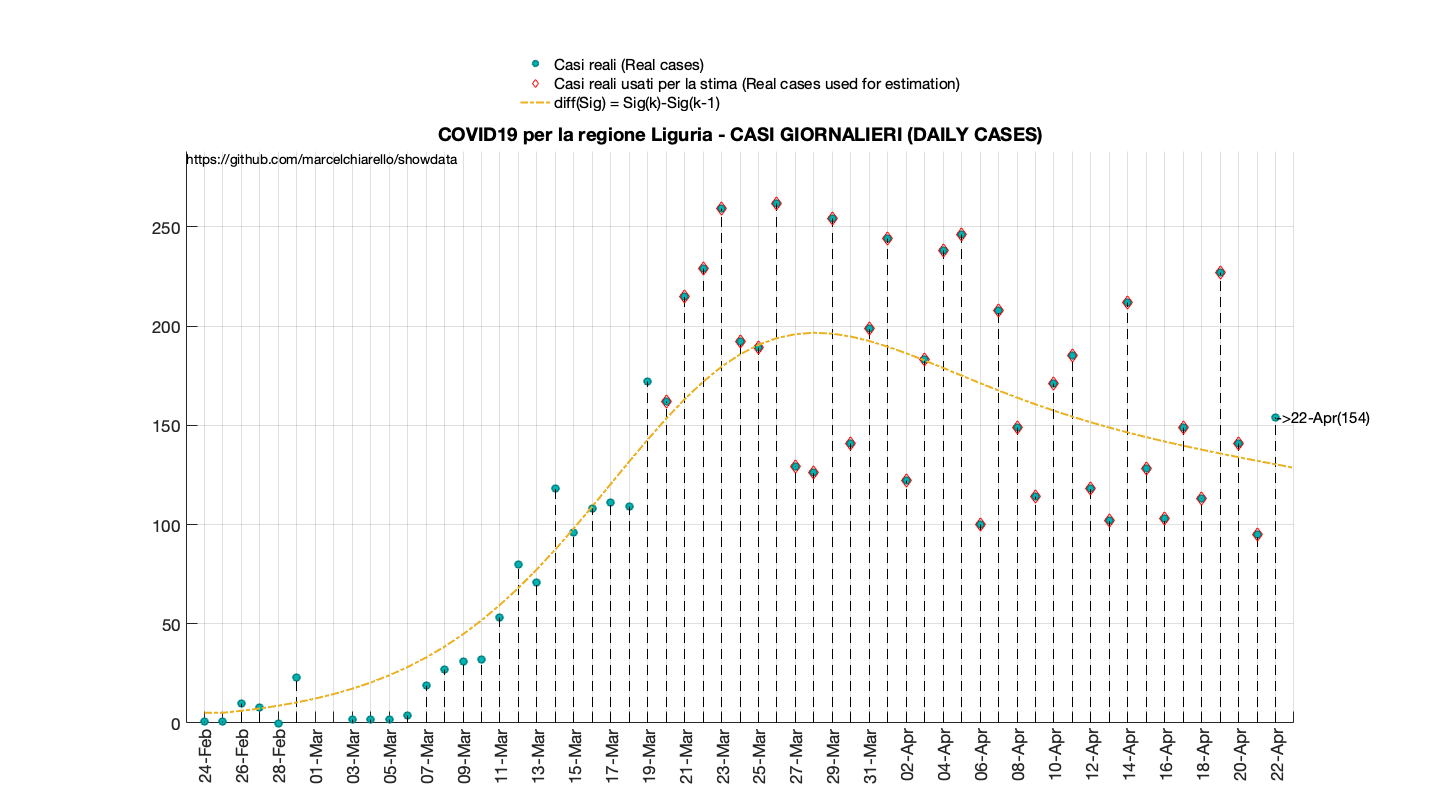 Casi reali (Real cases)
Casi reali usati per la stima (Real cases used for estimation)
diff(Sig) = Sig(k)-Sig(k-1)
COVID19 per la regione Liguria - CASI GIORNALIERI (DAILY CASES)
https://github.com/marcelchiarello/showdata
250
200
150
100
50
0
->22-Apr(154)
24-Feb
26-Feb
28-Feb
01-Mar
03-Mar
05-Mar
07-Mar
09-Mar
11-Mar
13-Mar
15-Mar
17-Mar
19-Mar
21-Mar
23-Mar
25-Mar
27-Mar
29-Mar
31-Mar
02-Apr
04-Apr
06-Apr
08-Apr
10-Apr
12-Apr
14-Apr
16-Apr
18-Apr
20-Apr
22-Apr